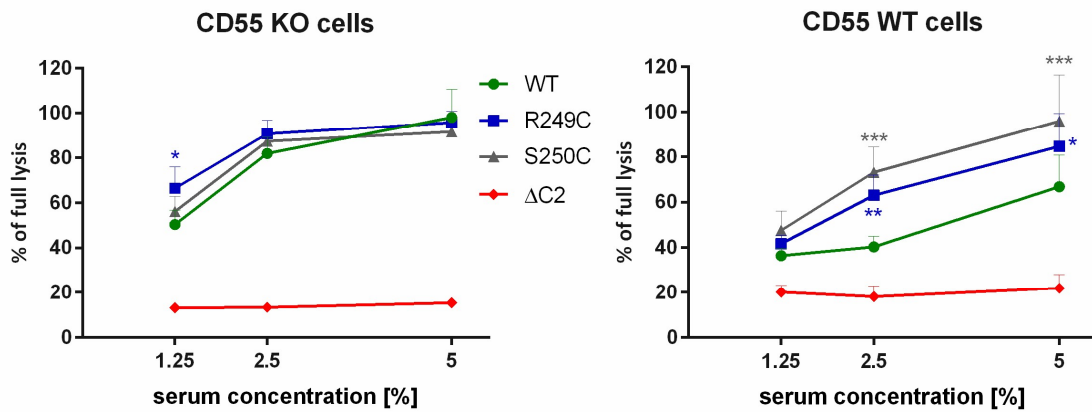 CD55 KO cells
% of full lysis
120
100
80
60
40
20
0
*
1.25
2.5
5
serum concentration [%]
WT
R249C
S250C
ΔC2
CD55 WT cells
% of full lysis
120
100
80
60
40
20
0
***
***
**
*
1.25
2.5
5
serum concentration [%]